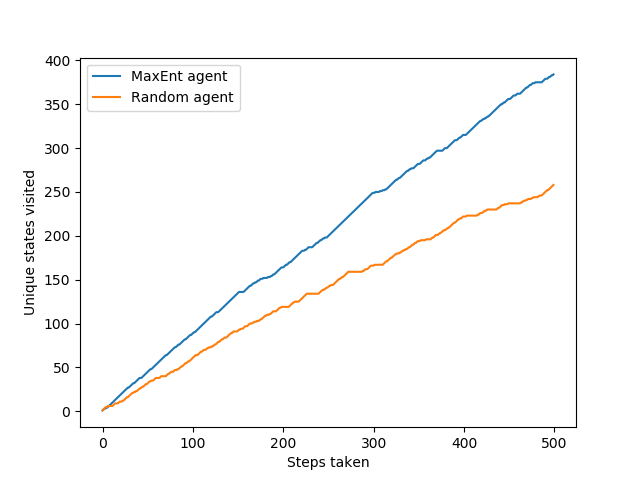 MaxEnt agent
Random agent
400
350
300
250
200
150
100
50
0
Unique states visited
0 100 200 300 400 500
Steps taken